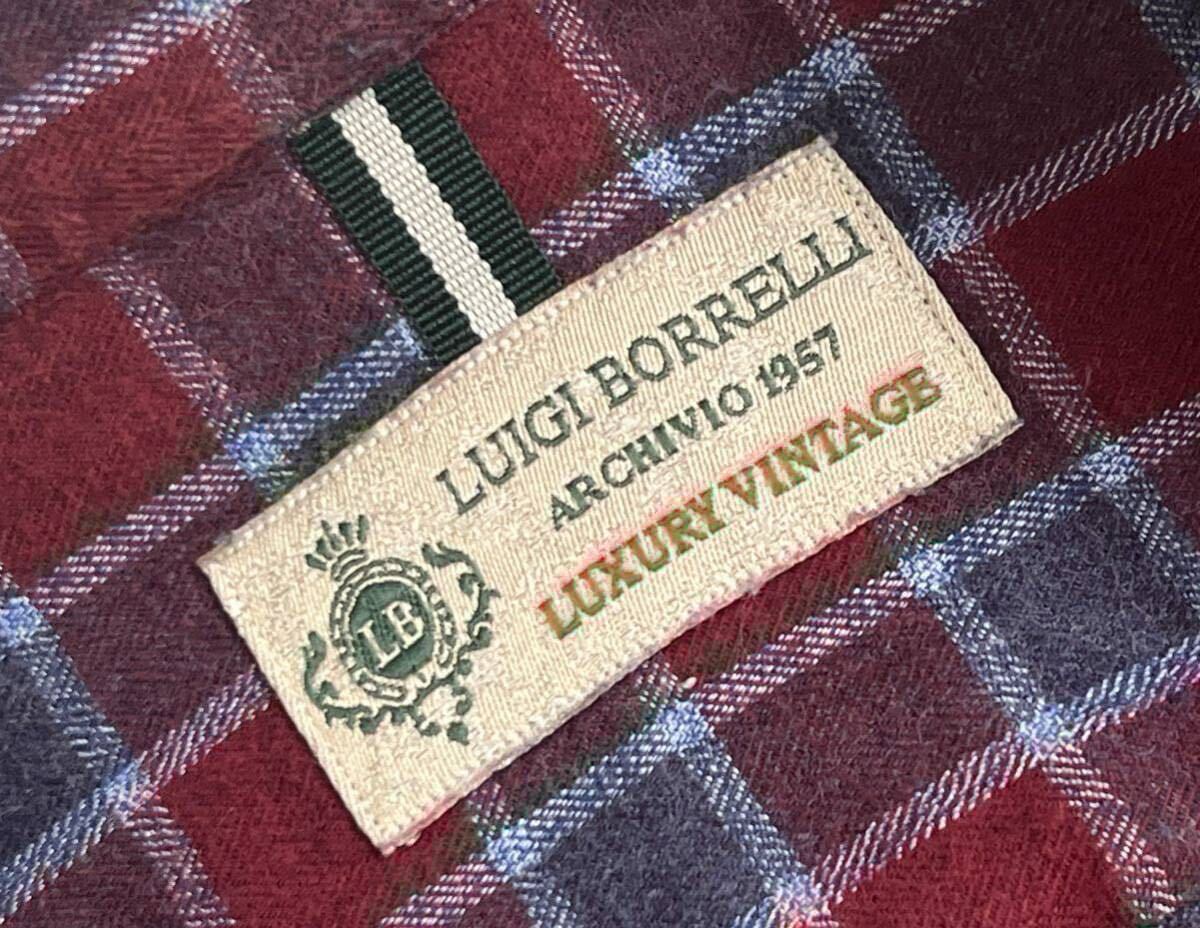 LUIGI BORRELLI
ARCHIVIO 1957
LUXURY VINTAGE
LB